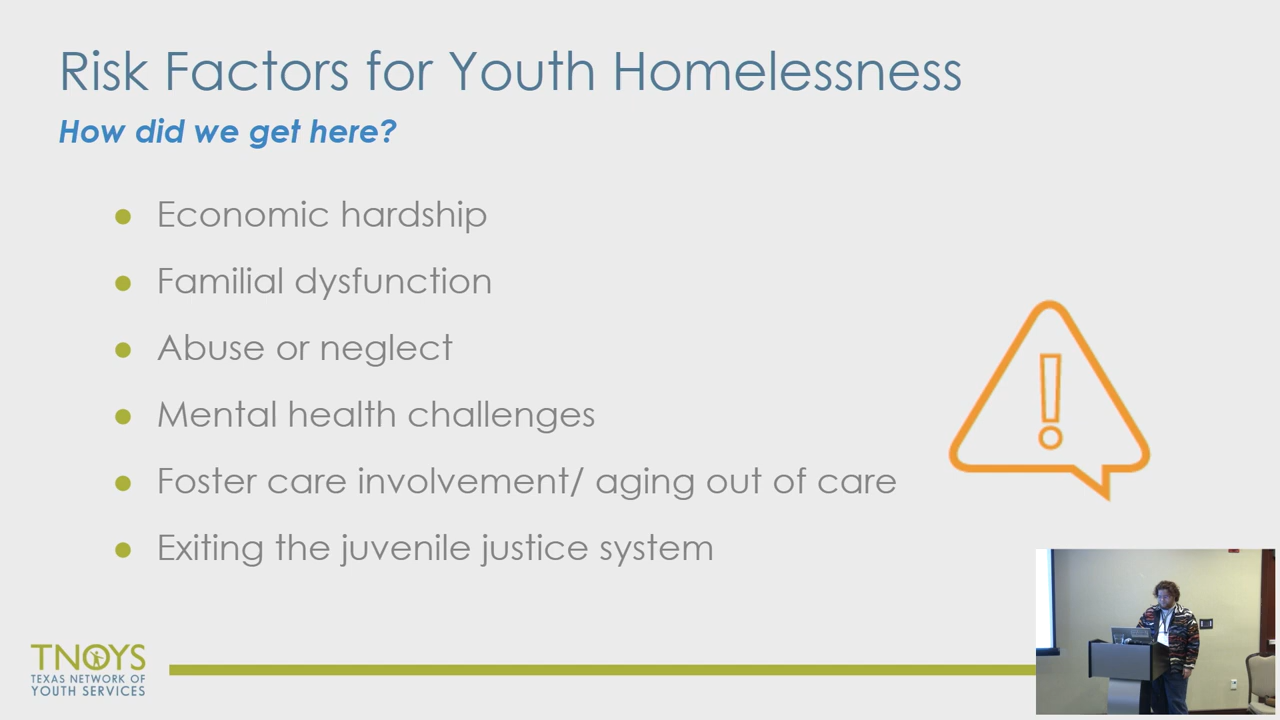 Risk Factors for Youth Homelessness
How did we get here?
● Economic hardship
● Familial dysfunction
● Abuse or neglect
● Mental health challenges
● Foster care involvement/ aging out of care
● Exiting the juvenile justice system
TNOYS
TEXAS NETWORK OF
YOUTH SERVICES